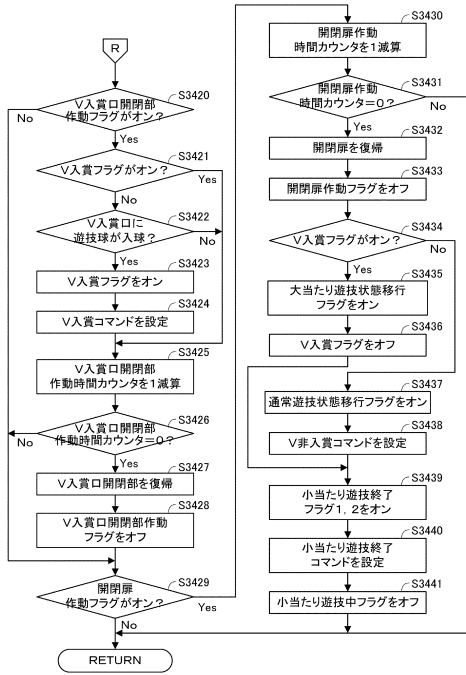 R
S3420
V入賞口開閉部
作動フラグがオン？
No
Yes
S3421
V入賞フラグがオン？
Yes
No
S3422
V入賞口に
遊技球が入球？
No
Yes
S3423
V入賞フラグをオン
S3424
V入賞コマンドを設定
S3425
V入賞口開閉部
作動時間カウンタを1減算
S3426
V入賞口開閉部
作動時間カウンタ＝0？
No
Yes
S3427
V入賞口開閉部を復帰
S3428
V入賞口開閉部作動
フラグをオフ
S3429
開閉扉
作動フラグがオン？
Yes
No
RETURN
S3430
開閉扉作動
時間カウンタを1減算
S3431
開閉扉作動
時間カウンタ＝0？
No
Yes
S3432
開閉扉を復帰
S3433
開閉扉作動フラグをオフ
S3434
V入賞フラグがオン？
No
Yes
S3435
大当たり遊技状態移行
フラグをオン
S3436
V入賞フラグをオフ
S3437
通常遊技状態移行フラグをオン
S3438
V非入賞コマンドを設定
S3439
小当たり遊技終了
フラグ1，2をオン
S3440
小当たり遊技終了
コマンドを設定
S3441
小当たり遊技中フラグをオフ